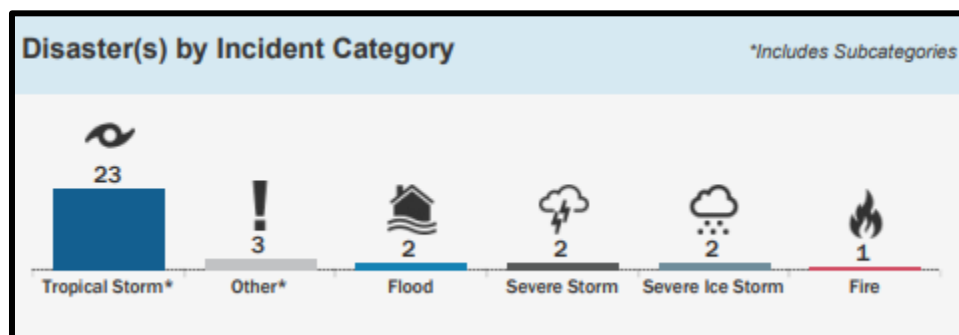 Disaster(s) by Incident Category
*Includes Subcategories
23
3
2
2
2
1
Tropical Storm*
Other*
Flood
Severe Storm
Severe Ice Storm
Fire